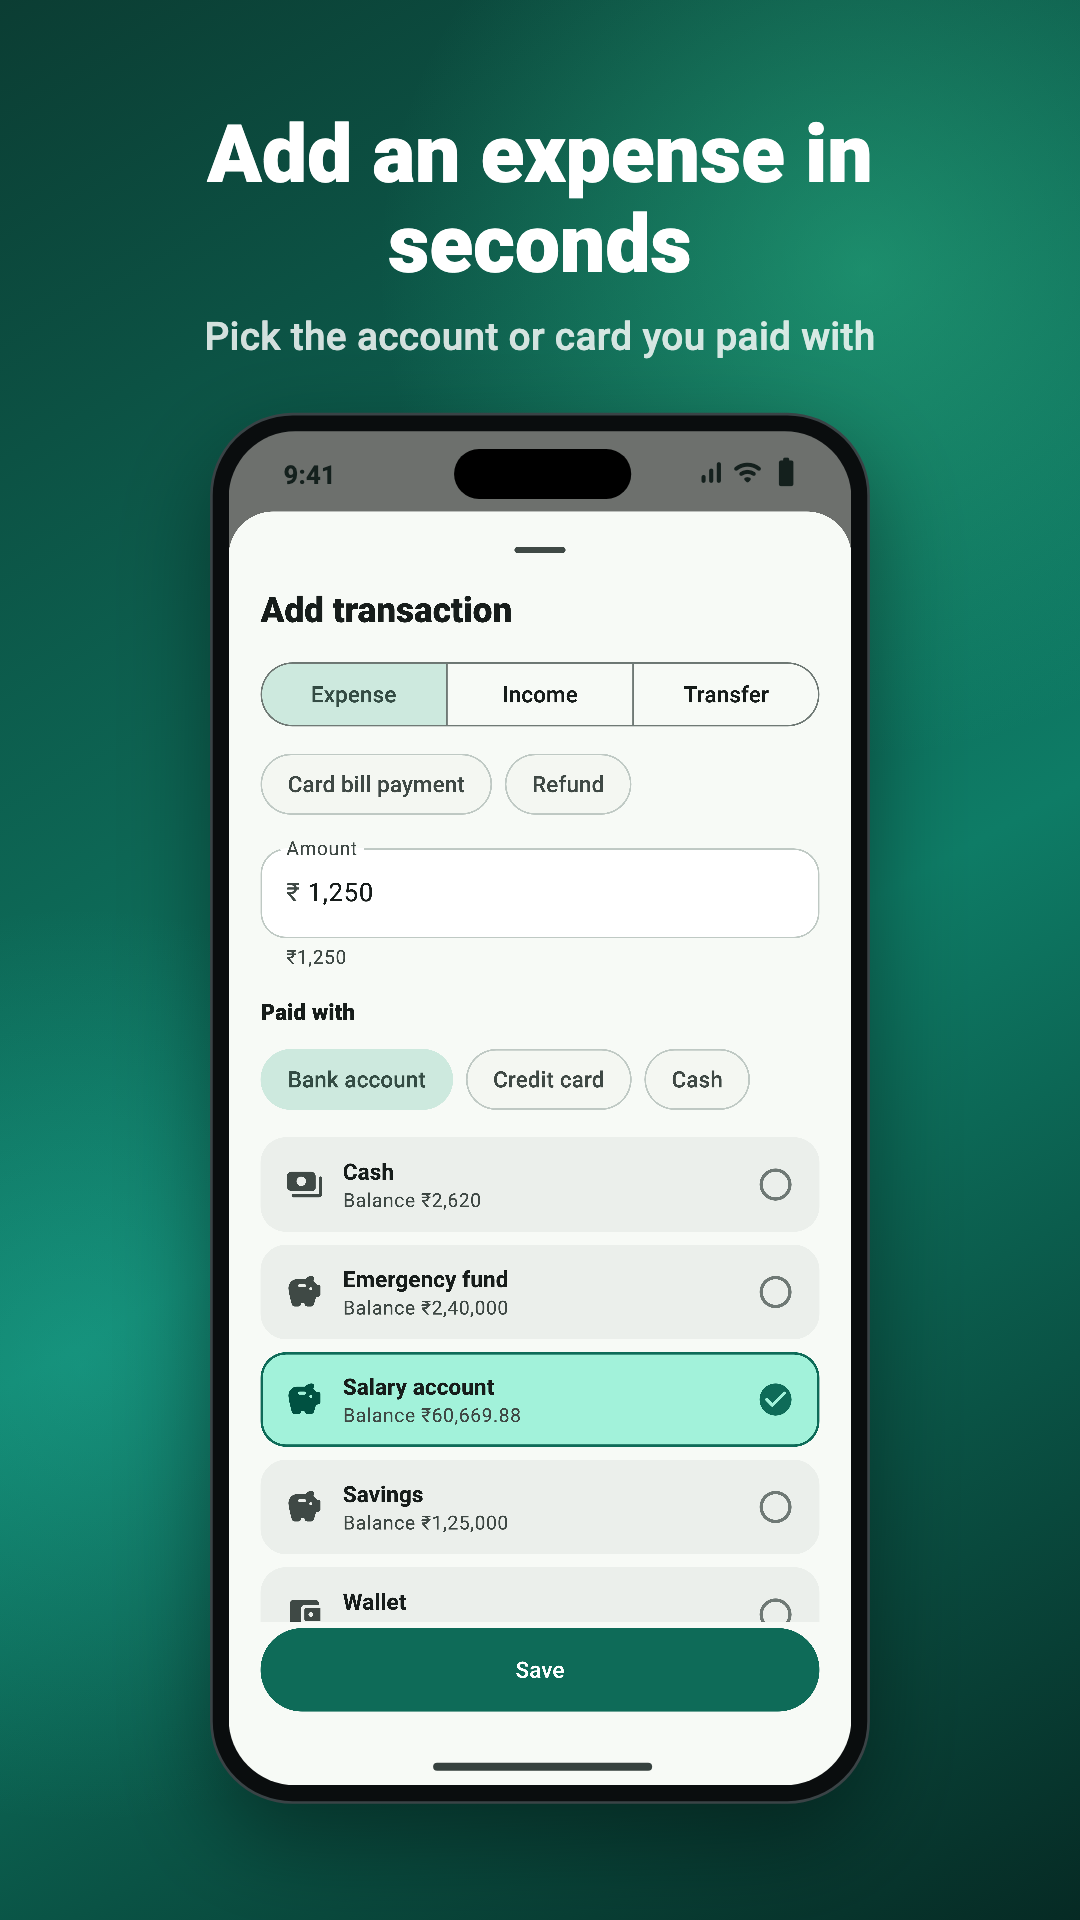 Add an expense in
seconds
Pick the account or card you paid with
9:41
Add transaction
Expense Income Transfer
Card bill payment Refund
Amount
₹ 1,250
₹1,250
Paid with
Bank account Credit card Cash
Cash
Balance ₹2,620
Emergency fund
Balance ₹2,40,000
Salary account
Balance ₹60,669.88
Savings
Balance ₹1,25,000
Wallet
Save